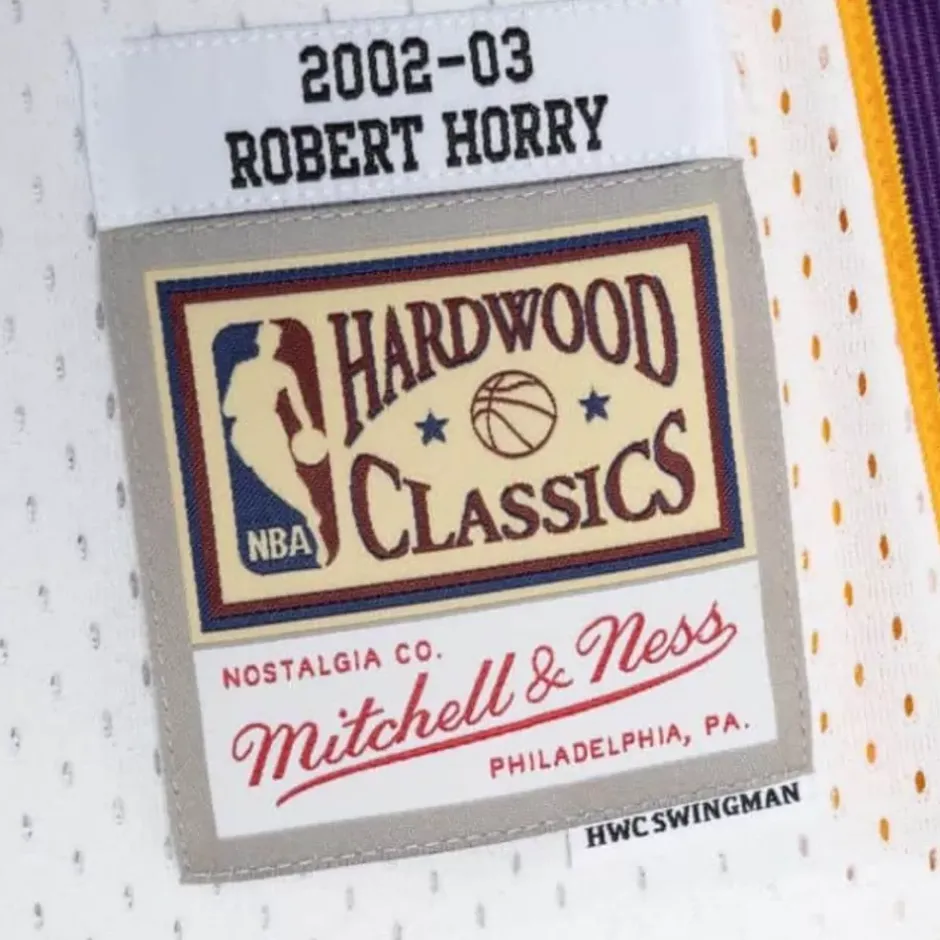 2002-03
ROBERT HORRY
HARDWOOD
CLASSICS
NBA
NOSTALGIA CO.
Mitchell & Ness
PHILADELPHIA, PA.
HWC SWINGMAN